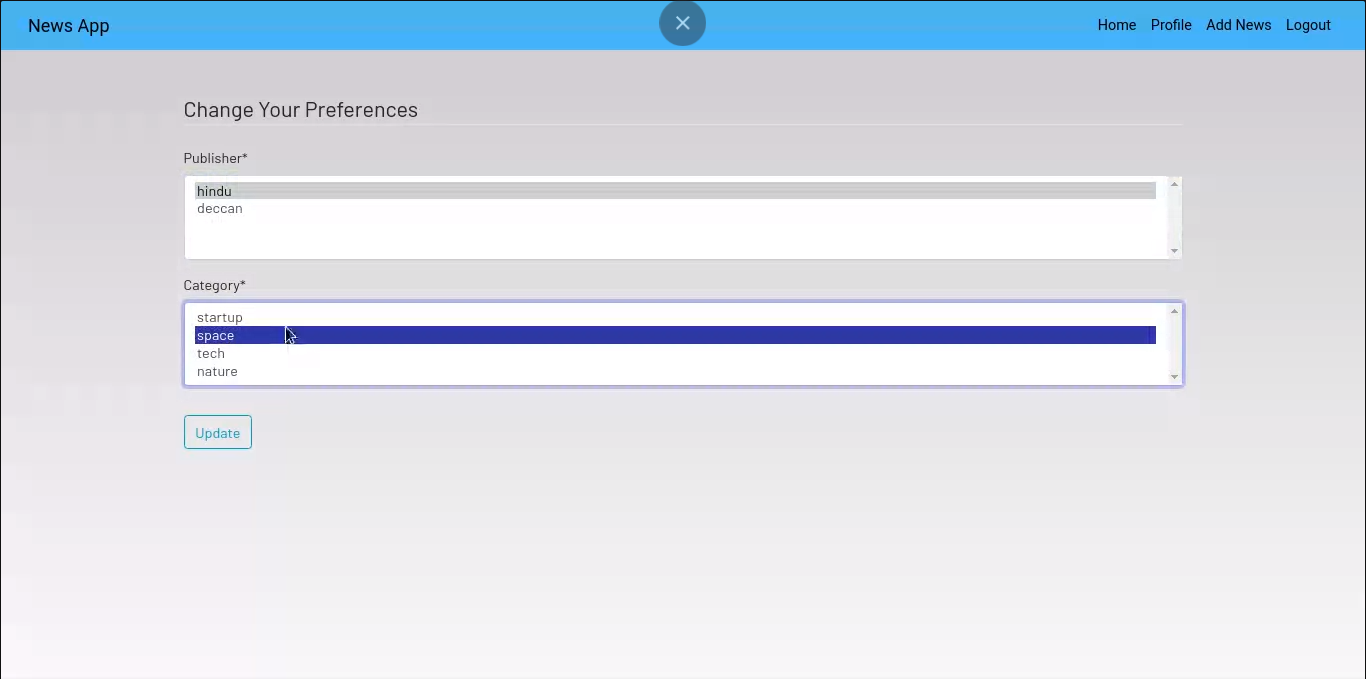 News App
Home Profile Add News Logout
Change Your Preferences
Publisher*
hindu
deccan
Category*
startup
space
tech
nature
Update